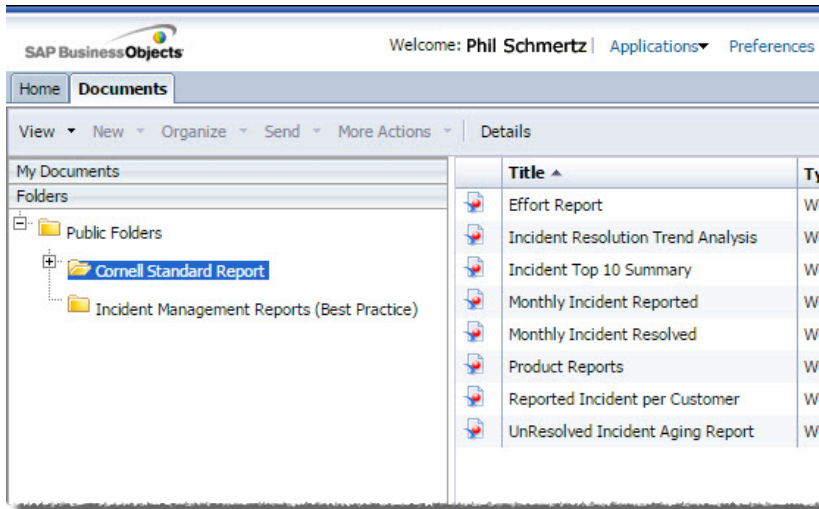 SAP BusinessObjects Welcome: Phil Schmertz | Applications Preferences
Home Documents
View New Organize Send More Actions Details
My Documents
Folders
Public Folders
Cornell Standard Report
Incident Management Reports (Best Practice)
Title
Effort Report
Incident Resolution Trend Analysis
Incident Top 10 Summary
Monthly Incident Reported
Monthly Incident Resolved
Product Reports
Reported Incident per Customer
UnResolved Incident Aging Report